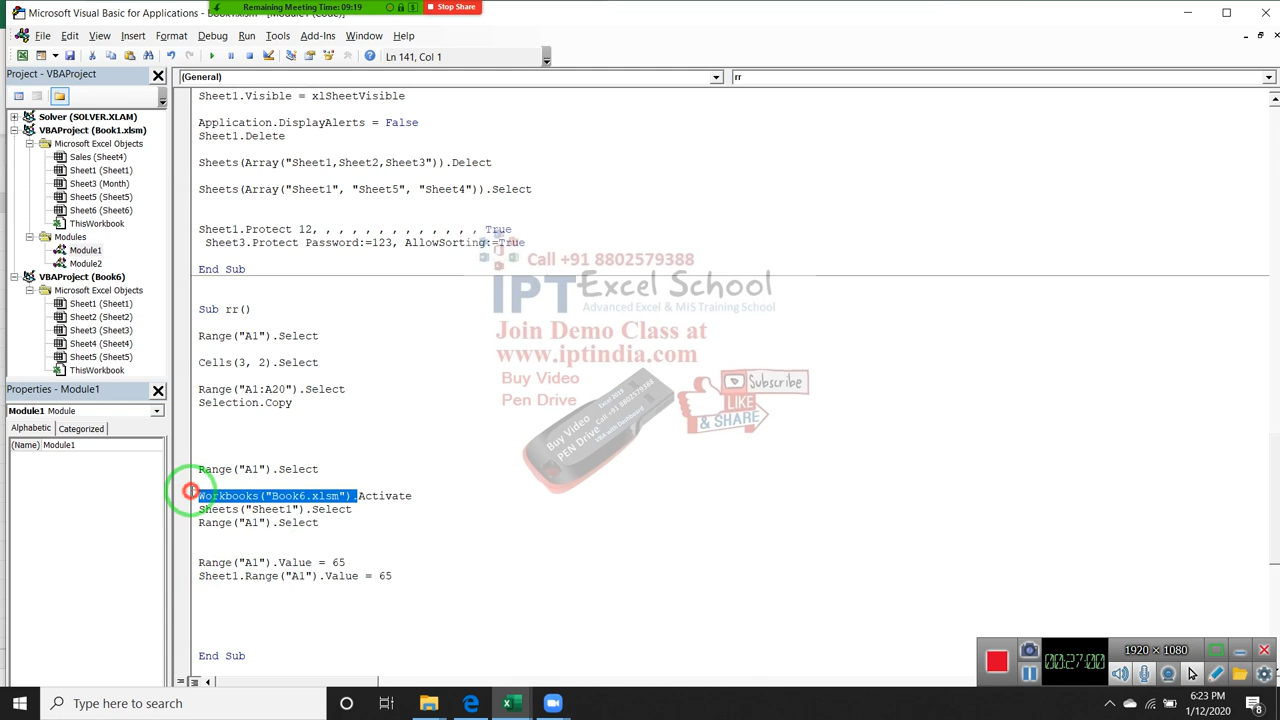 Microsoft Visual Basic for Applications - Book1.xlsm - [Module1 (Code)]
Remaining Meeting Time: 09:19
Stop Share
File Edit View Insert Format Debug Run Tools Add-Ins Window Help
Ln 141, Col 1
Project - VBAProject
(General)
rr
Solver (SOLVER.XLAM)
VBAProject (Book1.xlsm)
Microsoft Excel Objects
Sales (Sheet4)
Sheet1 (Sheet1)
Sheet3 (Month)
Sheet5 (Sheet5)
Sheet6 (Sheet6)
ThisWorkbook
Modules
Module1
Module2
VBAProject (Book6)
Microsoft Excel Objects
Sheet1 (Sheet1)
Sheet2 (Sheet2)
Sheet3 (Sheet3)
Sheet4 (Sheet4)
Sheet5 (Sheet5)
ThisWorkbook
Properties - Module1
Module1 Module
Alphabetic Categorized
(Name) Module1
Sheet1.Visible = xlSheetVisible
Application.DisplayAlerts = False
Sheet1.Delete
Sheets(Array("Sheet1,Sheet2,Sheet3")).Delect
Sheets(Array("Sheet1", "Sheet5", "Sheet4")).Select
Sheet1.Protect 12, , , , , , , , , , , , , True
Sheet3.Protect Password:=123, AllowSorting:=True
End Sub
Sub rr()
Range("A1").Select
Cells(3, 2).Select
Range("A1:A20").Select
Selection.Copy
Range("A1").Select
Workbooks("Book6.xlsm").Activate
Sheets("Sheet1").Select
Range("A1").Select
Range("A1").Value = 65
Sheet1.Range("A1").Value = 65
End Sub
Call +91 8802579388
IPT Excel School
Advanced Excel & MIS Training School
Join Demo Class at
www.iptindia.com
Buy Video
Pen Drive
Subscribe
LIKE
& SHARE
00:27:00
1920 × 1080
Type here to search
6:23 PM
1/12/2020
8